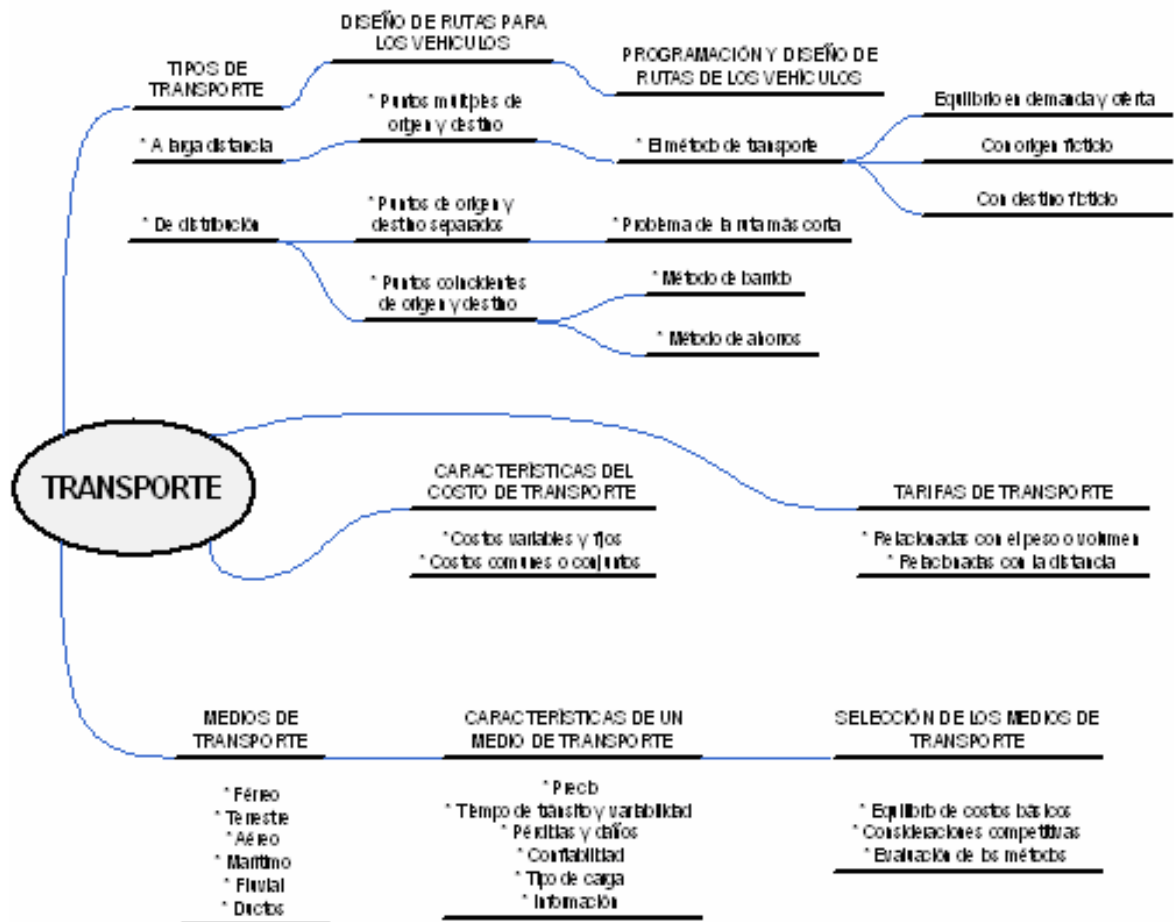 DISEÑO DE RUTAS PARA
LOS VEHICULOS
TIPOS DE
TRANSPORTE
PROGRAMACIÓN Y DISEÑO DE
RUTAS DE LOS VEHÍCULOS
* Puntos múltiples de
origen y destino
Equilibrio en demanda y oferta
* A larga distancia
* El método de transporte
Con origen ficticio
Con destino ficticio
* De distribución
* Puntos de origen y
destino separados
* Problema de la ruta más corta
* Puntos coincidentes
de origen y destino
* Método de barrido
* Método de ahorros
TRANSPORTE
CARACTERÍSTICAS DEL
COSTO DE TRANSPORTE
* Costos variables y fijos
* Costos comunes o conjuntos
TARIFAS DE TRANSPORTE
* Relacionadas con el peso o volumen
* Relacionadas con la distancia
MEDIOS DE
TRANSPORTE
* Férreo
* Terrestre
* Aéreo
* Marítimo
* Fluvial
* Ductos
CARACTERÍSTICAS DE UN
MEDIO DE TRANSPORTE
* Precio
* Tiempo de tránsito y variabilidad
* Pérdidas y daños
* Confiabilidad
* Tipo de carga
* Información
SELECCIÓN DE LOS MEDIOS DE
TRANSPORTE
* Equilibrio de costos básicos
* Consideraciones competitivas
* Evaluación de los métodos